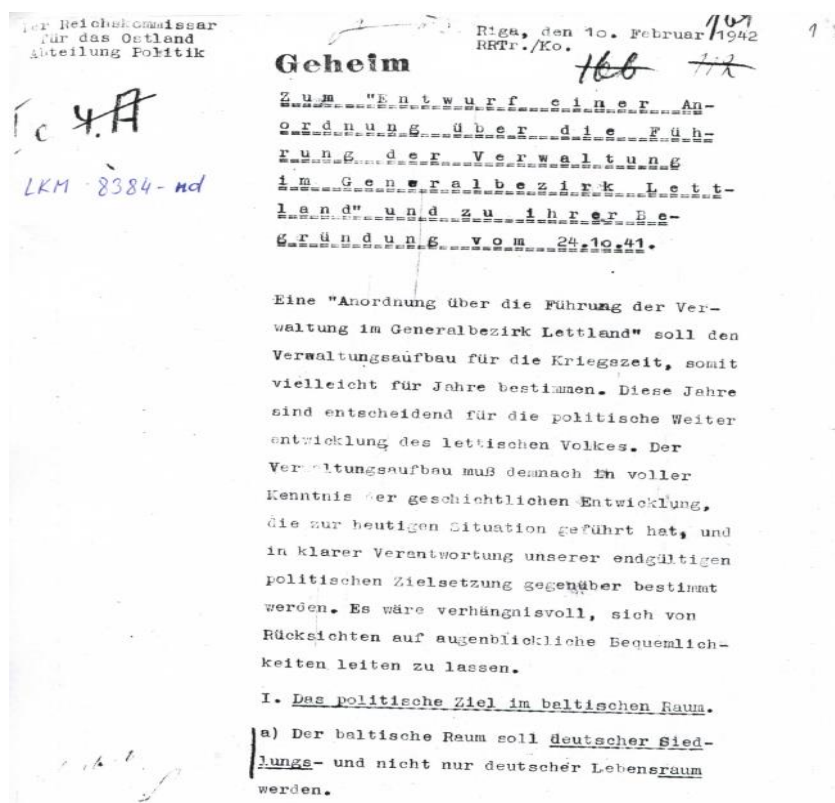 Der Reichskommissar
für das Ostland
Abteilung Politik
Riga, den 1o. Februar 1942
RRTr./Ko.
Geheim
166
LKM 8384-nd
Zum "Entwurf einer An-
ordnung über die Füh-
rung der Verwaltung
im Generalbezirk Lett-
land" und zu ihrer Be-
gründung vom 24.1o.41.
Eine "Anordnung über die Führung der Ver-
waltung im Generalbezirk Lettland" soll den
Verwaltungsaufbau für die Kriegszeit, somit
vielleicht für Jahre bestimmen. Diese Jahre
sind entscheidend für die politische Weiter
entwicklung des lettischen Volkes. Der
Verwaltungsaufbau muß demnach in voller
Kenntnis der geschichtlichen Entwicklung,
die zur heutigen Situation geführt hat, und
in klarer Verantwortung unserer endgültigen
politischen Zielsetzung gegenüber bestimmt
werden. Es wäre verhängnisvoll, sich von
Rücksichten auf augenblickliche Bequemlich-
keiten leiten zu lassen.
I. Das politische Ziel im baltischen Raum.
a) Der baltische Raum soll deutscher Sied-
lungs- und nicht nur deutscher Lebensraum
werden.